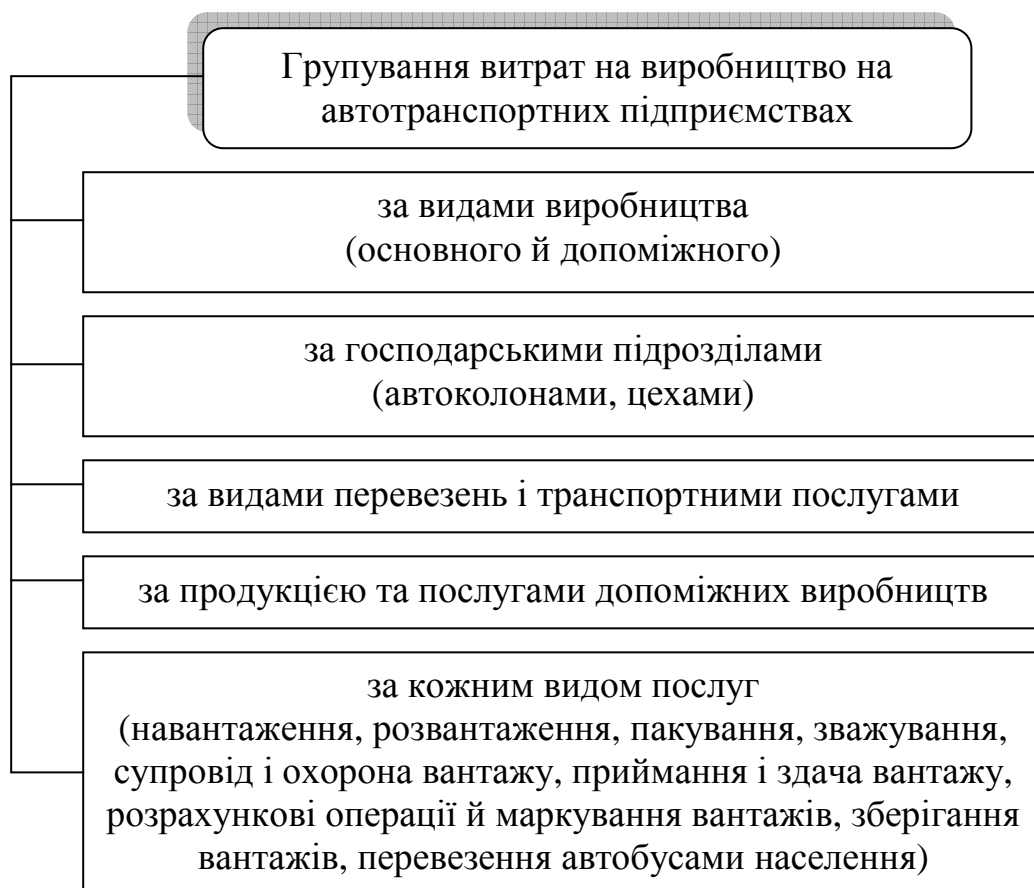 Групування витрат на виробництво на
автотранспортних підприємствах
за видами виробництва
(основного й допоміжного)
за господарськими підрозділами
(автоколонами, цехами)
за видами перевезень і транспортними послугами
за продукцією та послугами допоміжних виробництв
за кожним видом послуг
(навантаження, розвантаження, пакування, зважування,
супровід і охорона вантажу, приймання і здача вантажу,
розрахункові операції й маркування вантажів, зберігання
вантажів, перевезення автобусами населення)